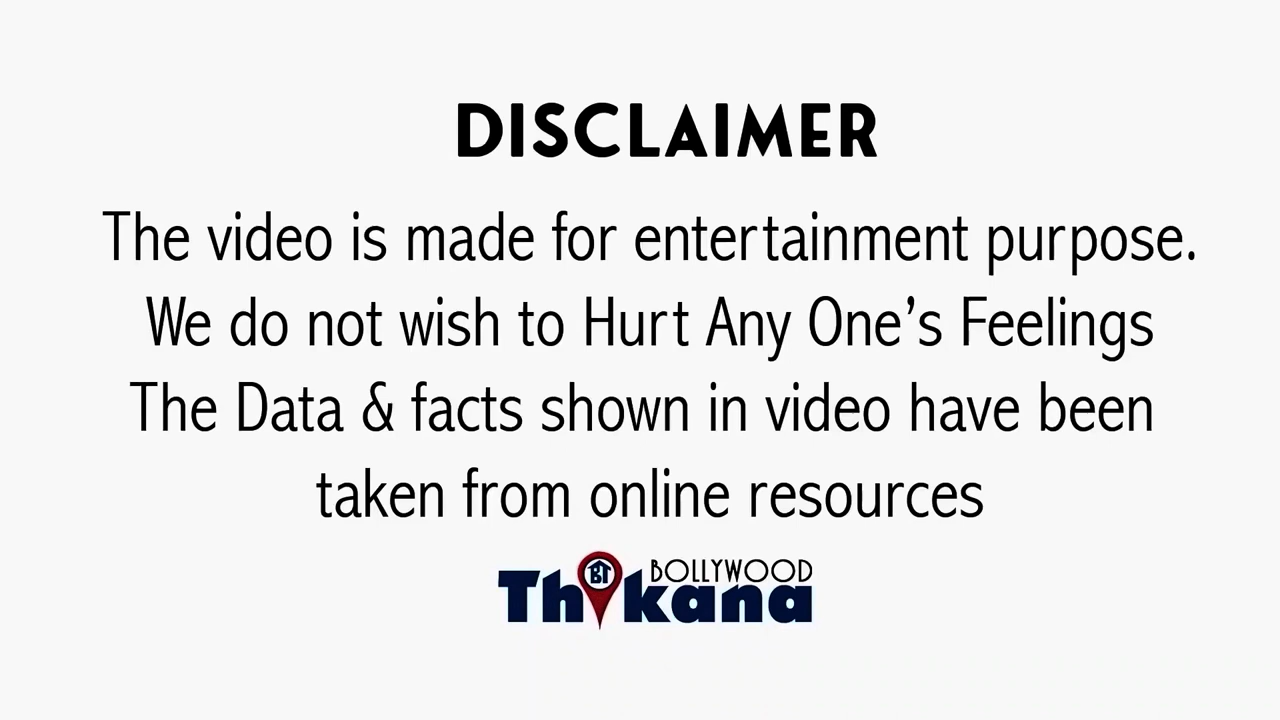 DISCLAIMER
The video is made for entertainment purpose.
We do not wish to Hurt Any One’s Feelings
The Data & facts shown in video have been
taken from online resources
BOLLYWOOD
BT
Thikana